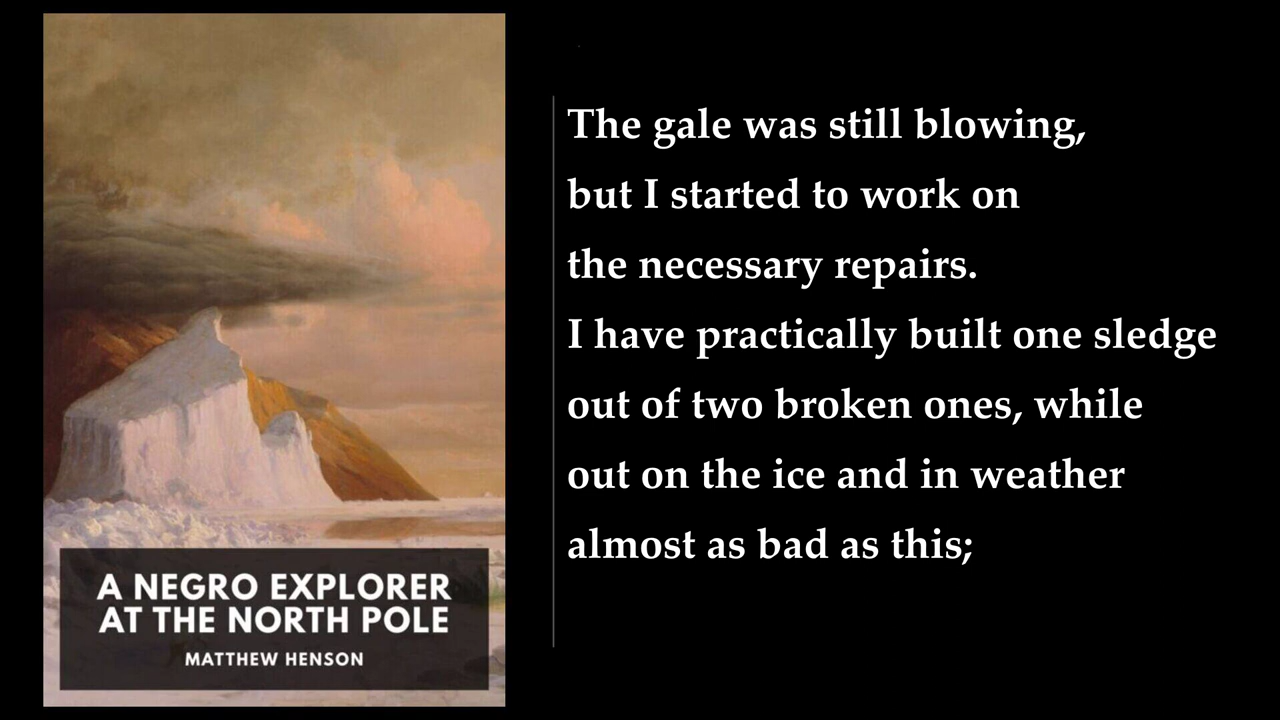 The gale was still blowing,
but I started to work on
the necessary repairs.
I have practically built one sledge
out of two broken ones, while
out on the ice and in weather
almost as bad as this;
A NEGRO EXPLORER
AT THE NORTH POLE
MATTHEW HENSON